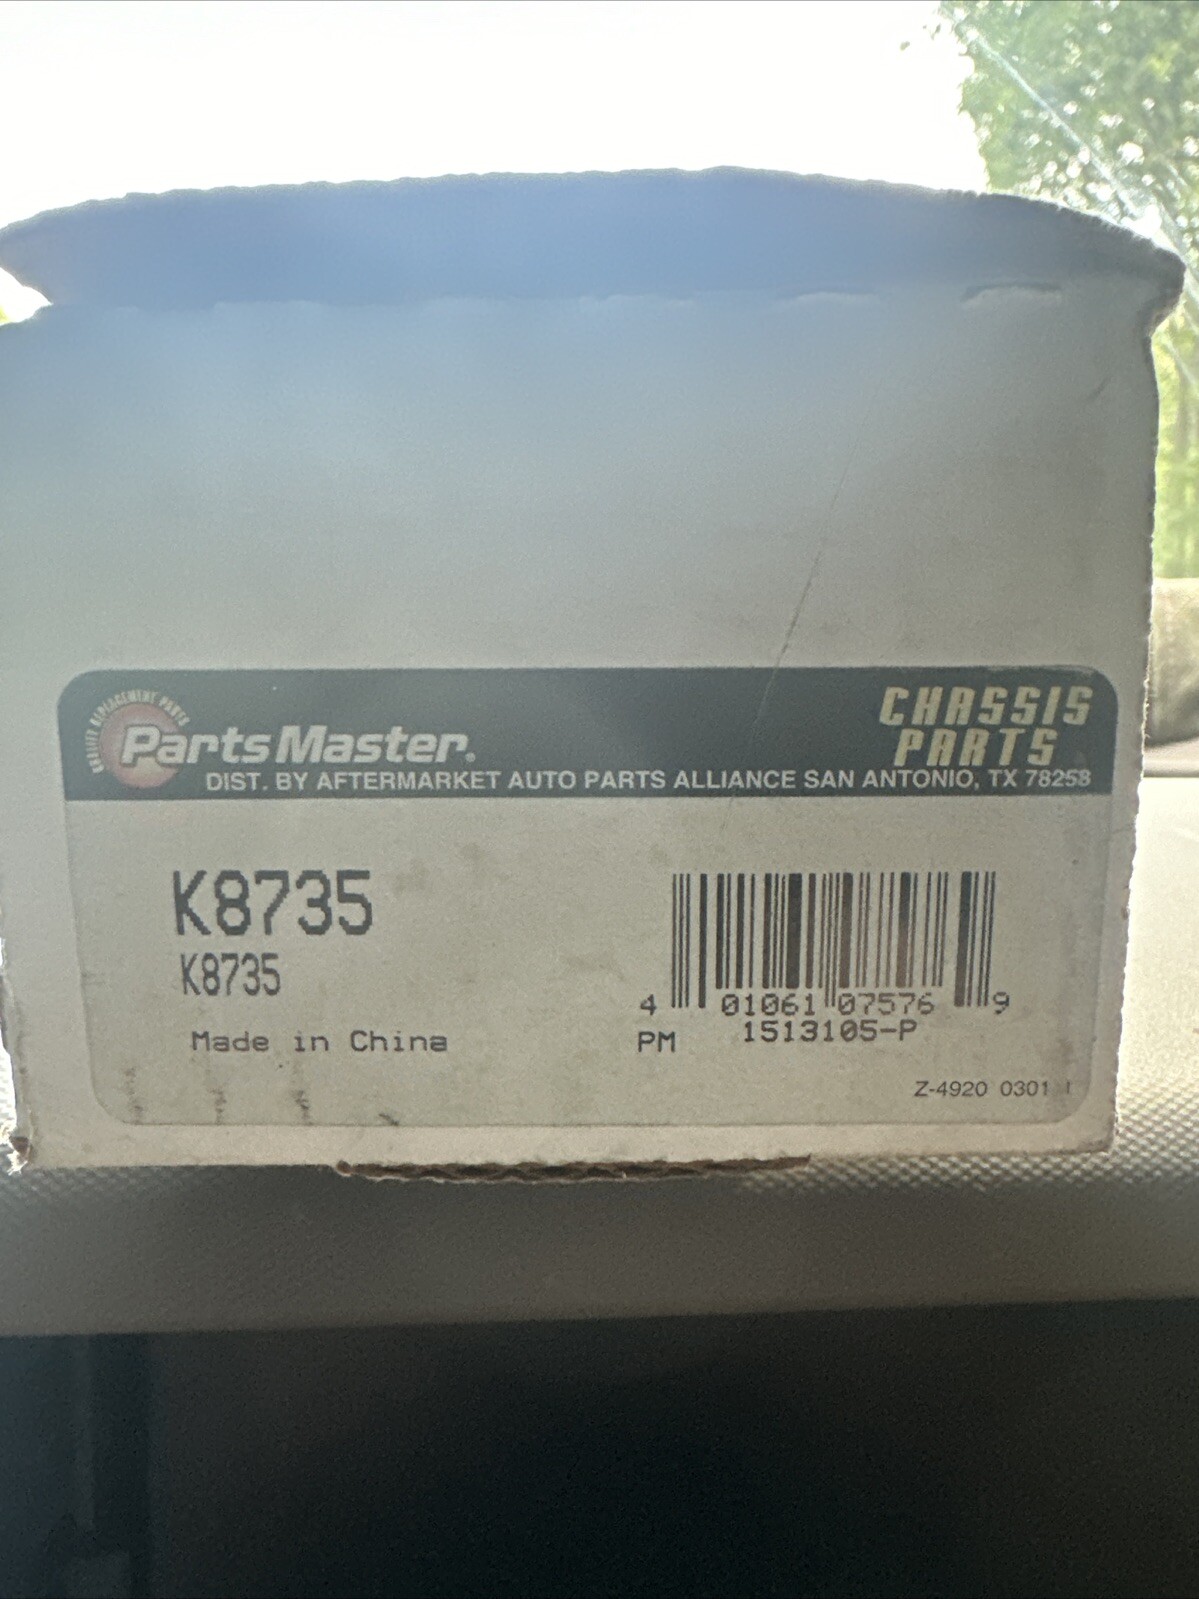 QUALITY REPLACEMENT PARTS
PartsMaster.
CHASSIS
PARTS
DIST. BY AFTERMARKET AUTO PARTS ALLIANCE SAN ANTONIO, TX 78258
K8735
K8735
Made in China
4 01061 07576 9
PM 1513105-P
Z-4920 0301